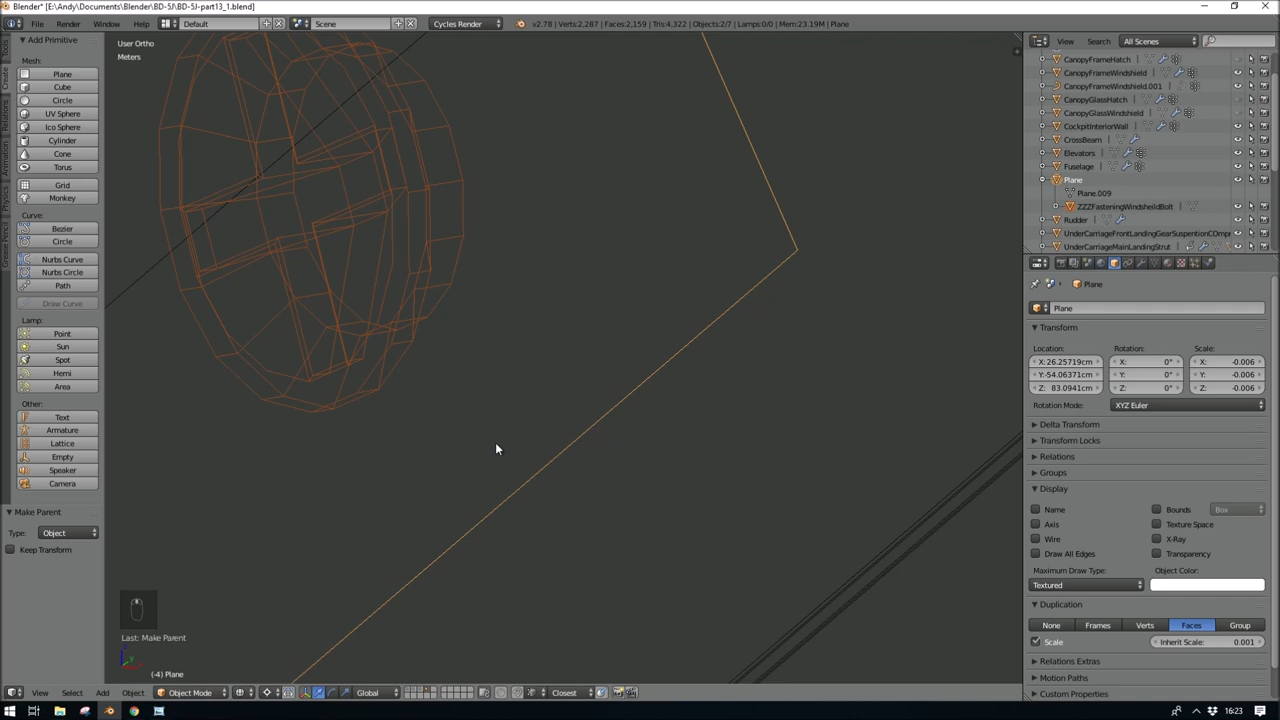 Blender* [E:\Andy\Documents\Blender\BD-5J\BD-5J-part13_1.blend]
File Render Window Help Default Scene Cycles Render v2.78 | Verts:2,287 | Faces:2,159 | Tris:4,322 | Objects:2/7 | Lamps:0/0 | Mem:23.19M | Plane
Tools
Create
Relations
Animation
Physics
Grease Pencil
Add Primitive
Mesh:
Plane
Cube
Circle
UV Sphere
Ico Sphere
Cylinder
Cone
Torus
Grid
Monkey
Curve:
Bezier
Circle
Nurbs Curve
Nurbs Circle
Path
Draw Curve
Lamp:
Point
Sun
Spot
Hemi
Area
Other:
Text
Armature
Lattice
Empty
Speaker
Camera
Make Parent
Type: Object
Keep Transform
User Ortho
Meters
Last: Make Parent
(-4) Plane
View Select Add Object Object Mode Global Closest
View Search All Scenes
CanopyFrameHatch
CanopyFrameWindshield
CanopyFrameWindshield.001
CanopyGlassHatch
CanopyGlassWindshield
CockpitInteriorWall
CrossBeam
Elevators
Fuselage
Plane
Plane.009
ZZZFasteningWindsheildBolt
Rudder
UnderCarriageFrontLandingGearSuspentionCOmpr
UnderCarriageMainLandingStrut
Plane
Plane
Transform
Location: Rotation: Scale:
X:26.25719cm X: 0° X: -0.006
Y:-54.06371cm Y: 0° Y: -0.006
Z: 83.0941cm Z: 0° Z: -0.006
Rotation Mode: XYZ Euler
Delta Transform
Transform Locks
Relations
Groups
Display
Name Bounds Box
Axis Texture Space
Wire X-Ray
Draw All Edges Transparency
Maximum Draw Type: Object Color:
Textured
Duplication
None Frames Verts Faces Group
Scale Inherit Scale: 0.001
Relations Extras
Motion Paths
Custom Properties
16:23